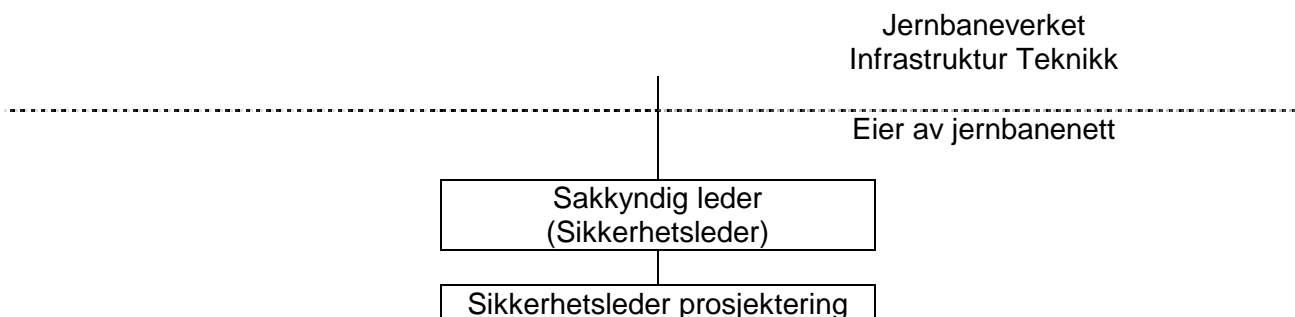 Jernbaneverket
Infrastruktur Teknikk
Eier av jernbanenett
Sakkyndig leder
(Sikkerhetsleder)
Sikkerhetsleder prosjektering